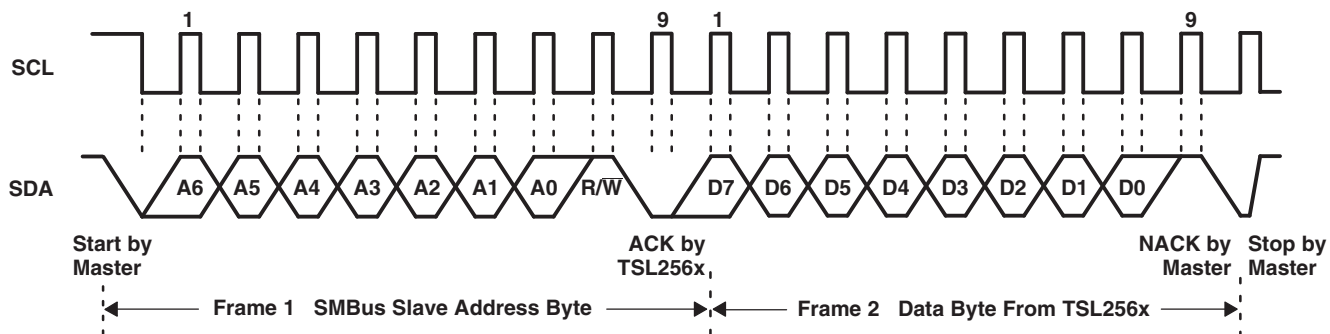 1 9 1 9
SCL
SDA A6 A5 A4 A3 A2 A1 A0 R/W̅ D7 D6 D5 D4 D3 D2 D1 D0
Start by
Master
ACK by
TSL256x
NACK by
Master
Stop by
Master
Frame 1 SMBus Slave Address Byte
Frame 2 Data Byte From TSL256x